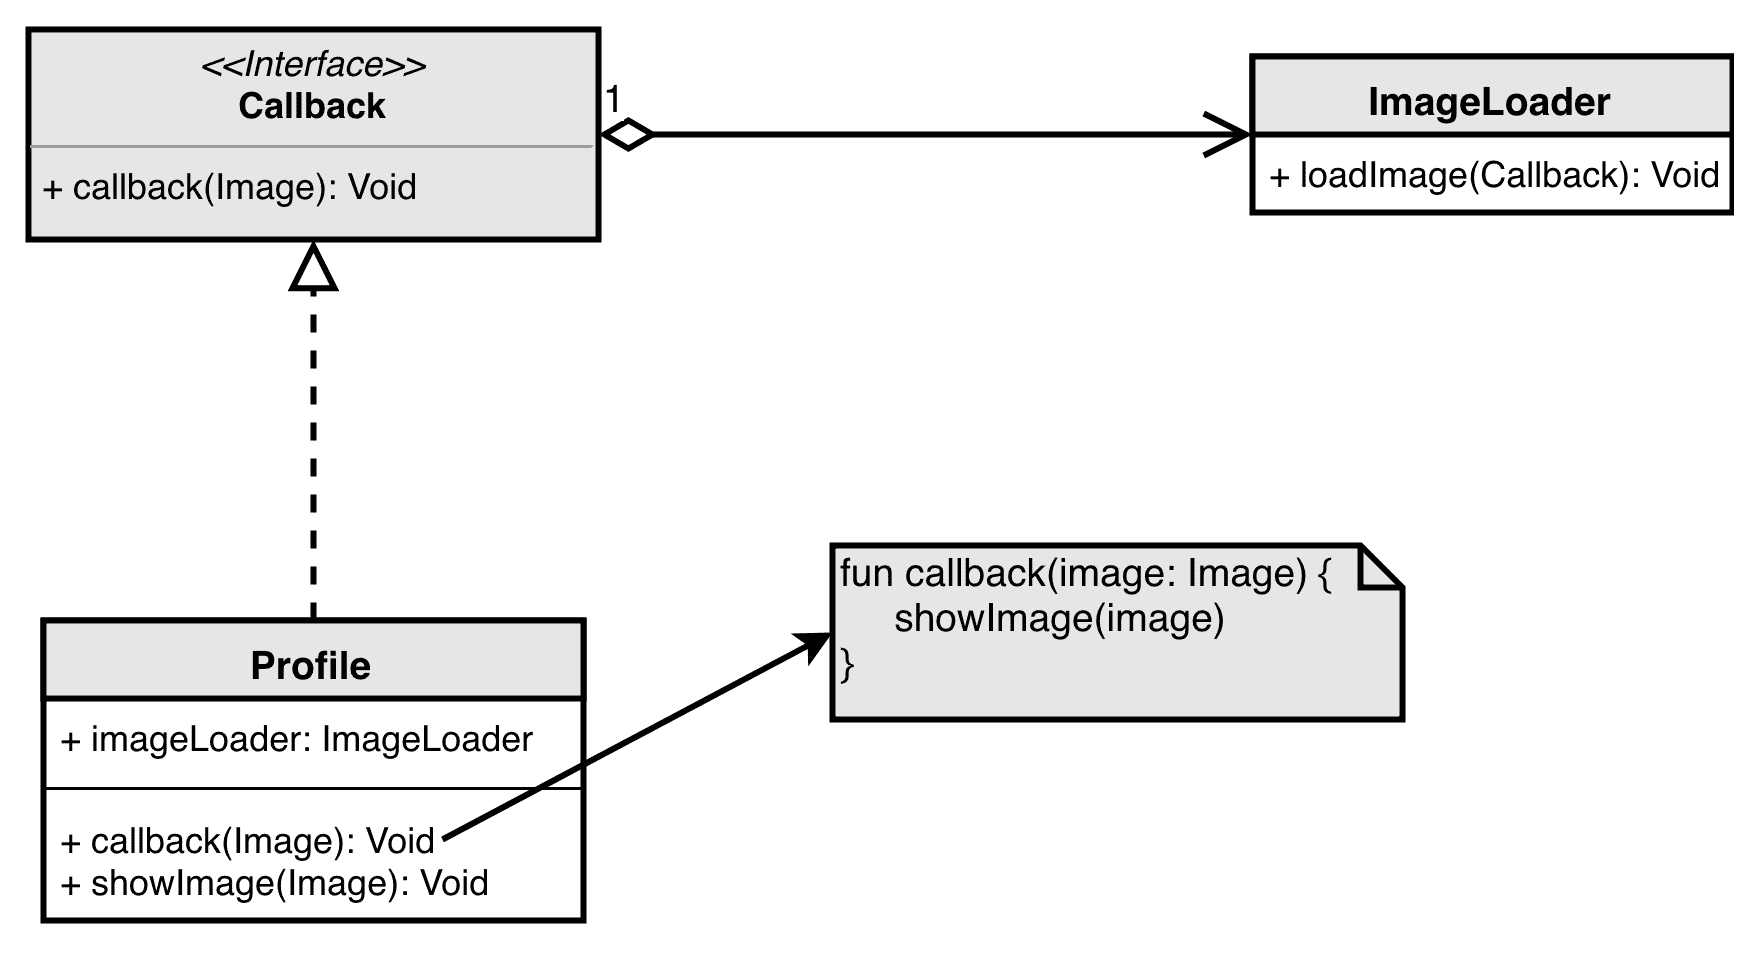 <<Interface>>
Callback
+ callback(Image): Void
1
ImageLoader
+ loadImage(Callback): Void
Profile
+ imageLoader: ImageLoader
+ callback(Image): Void
+ showImage(Image): Void
fun callback(image: Image) {
showImage(image)
}